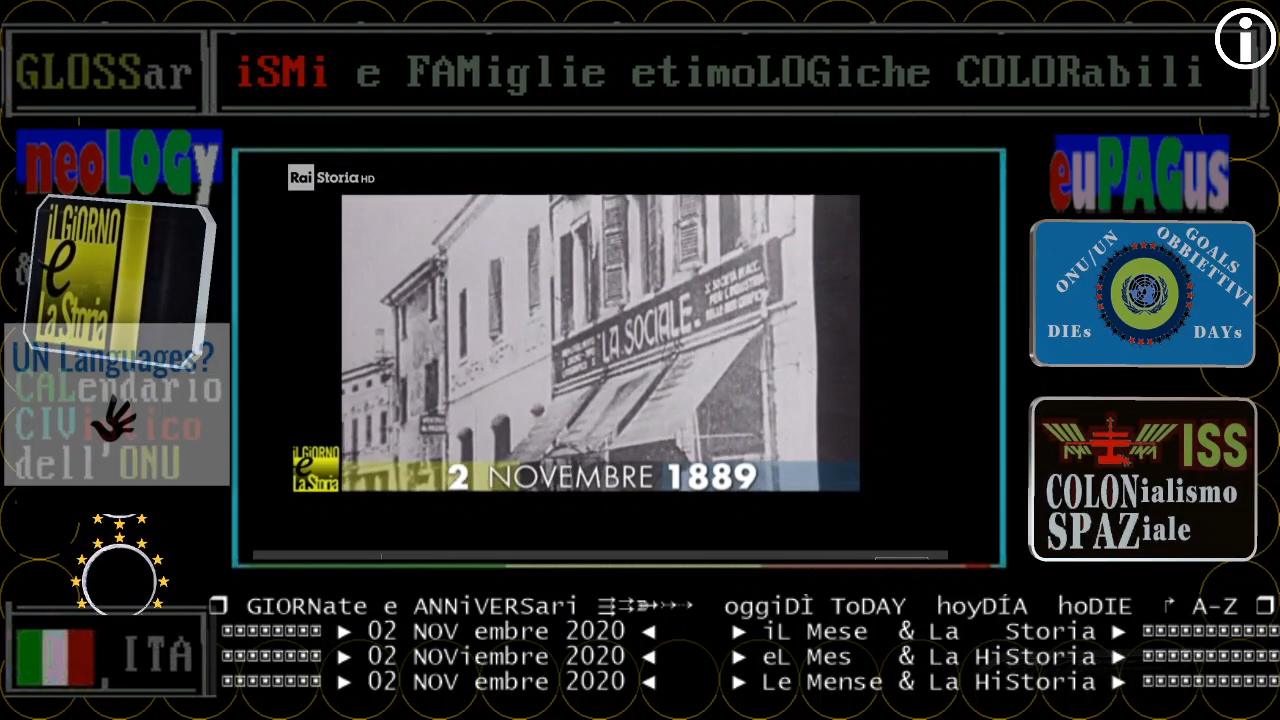 GLOSSar
iSMi e FAMiglie etimoLOGiche COLORabili
neoLOGy
iL GiORNO
e
La Storia
&
UN Languages?
CALendario
CIVico
dell'ONU
ITA
Rai Storia HD
LA SOCIALE
iL GiORNO
e
La Storia
2 NOVEMBRE 1889
euPAGus
ONU/UN
GOALS
OBBIETTIVI
DIEs
DAYs
ISS
COLONialismo
SPAZiale
GIORNate e ANNiVERSari
oggiDÌ ToDAY hoyDÍA hoDIE
A-Z
02 NOV embre 2020
iL Mese & La Storia
02 NOViembre 2020
eL Mes & La HiStoria
02 NOV embre 2020
Le Mense & La HiStoria